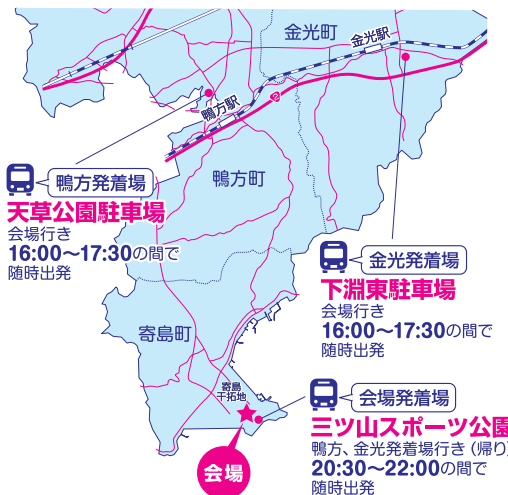 金光町
金光駅
2
鴨方駅
鴨方町
鴨方発着場
天草公園駐車場
会場行き
16:00〜17:30の間で
随時出発
金光発着場
下淵東駐車場
会場行き
16:00〜17:30の間で
随時出発
寄島町
寄島
干拓地
会場
会場発着場
三ツ山スポーツ公園
鴨方、金光発着場行き（帰り）
20:30〜22:00の間で
随時出発